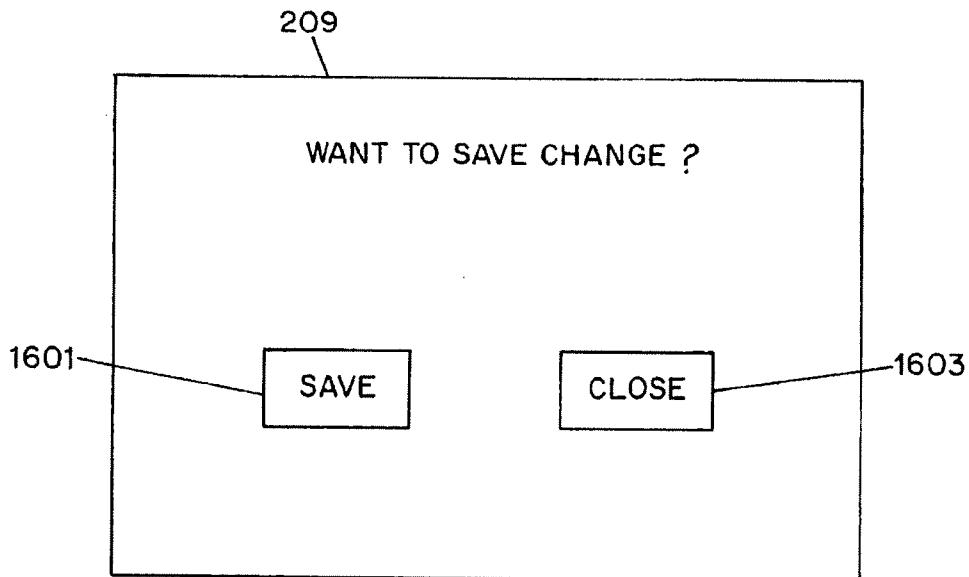 209
WANT TO SAVE CHANGE ?
1601
SAVE
CLOSE
1603